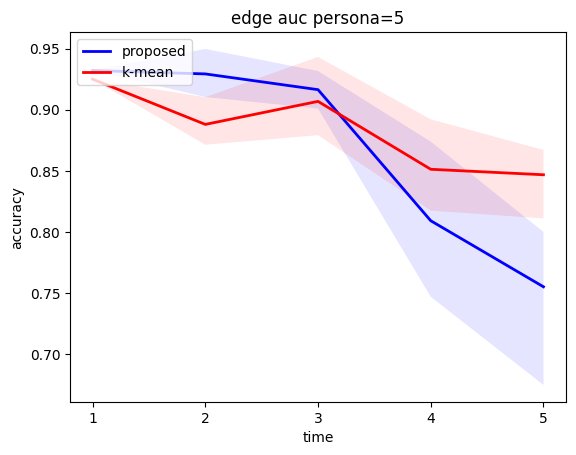 edge auc persona=5
proposed
k-mean
accuracy
0.95
0.90
0.85
0.80
0.75
0.70
1 2 3 4 5
time